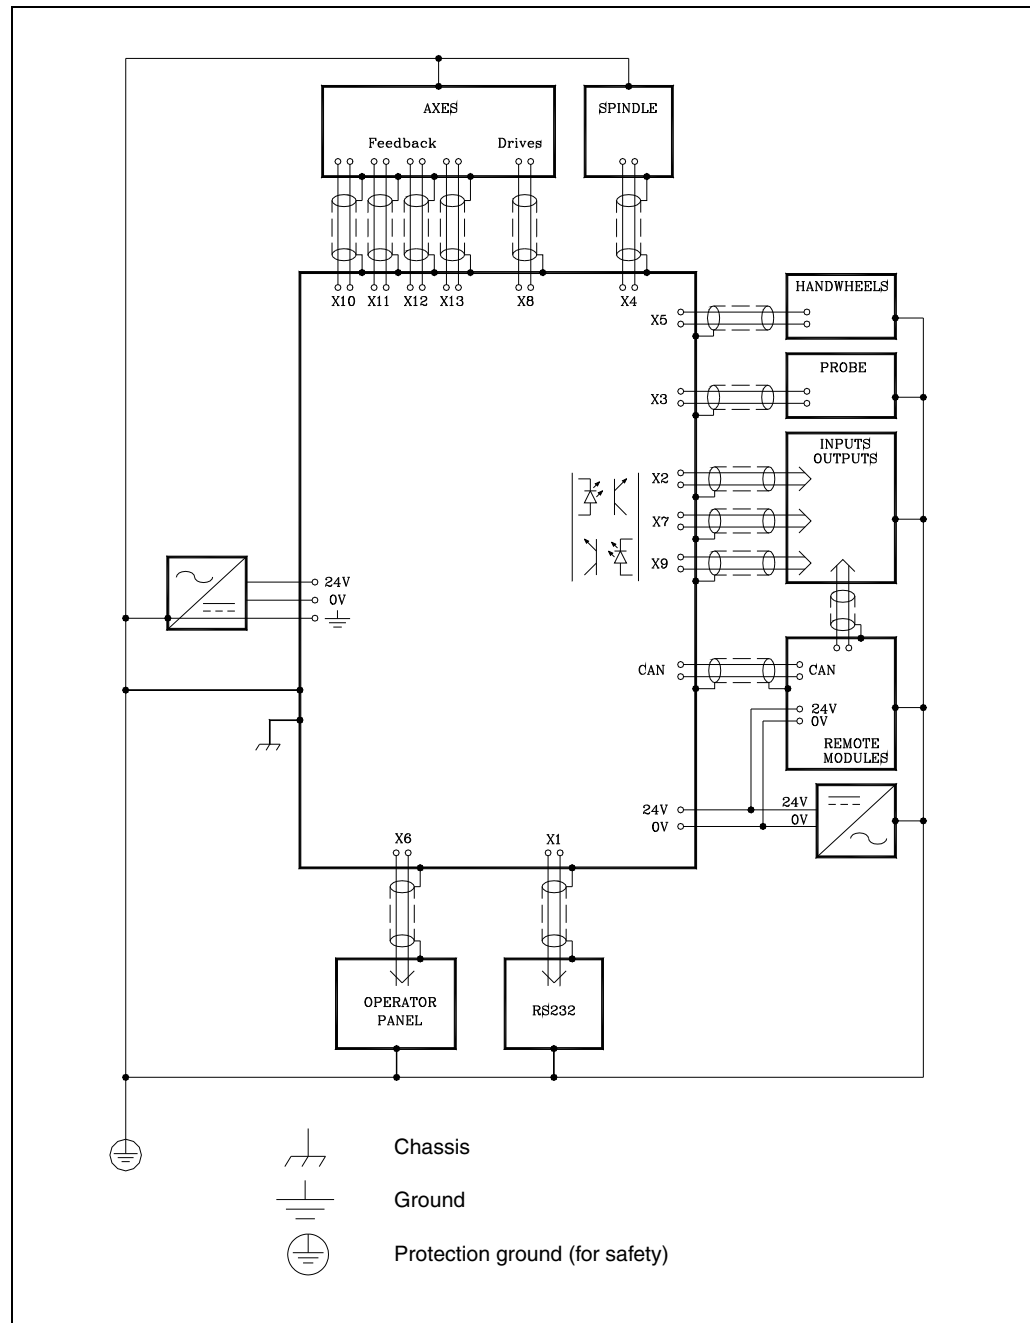 AXES
SPINDLE
Feedback
Drives
X10
X11
X12
X13
X8
X4
HANDWHEELS
X5
PROBE
X3
INPUTS
OUTPUTS
X2
X7
X9
24V
0V
CAN
CAN
24V
0V
REMOTE
MODULES
24V
24V
0V
0V
X6
X1
OPERATOR
PANEL
RS232
Chassis
Ground
Protection ground (for safety)